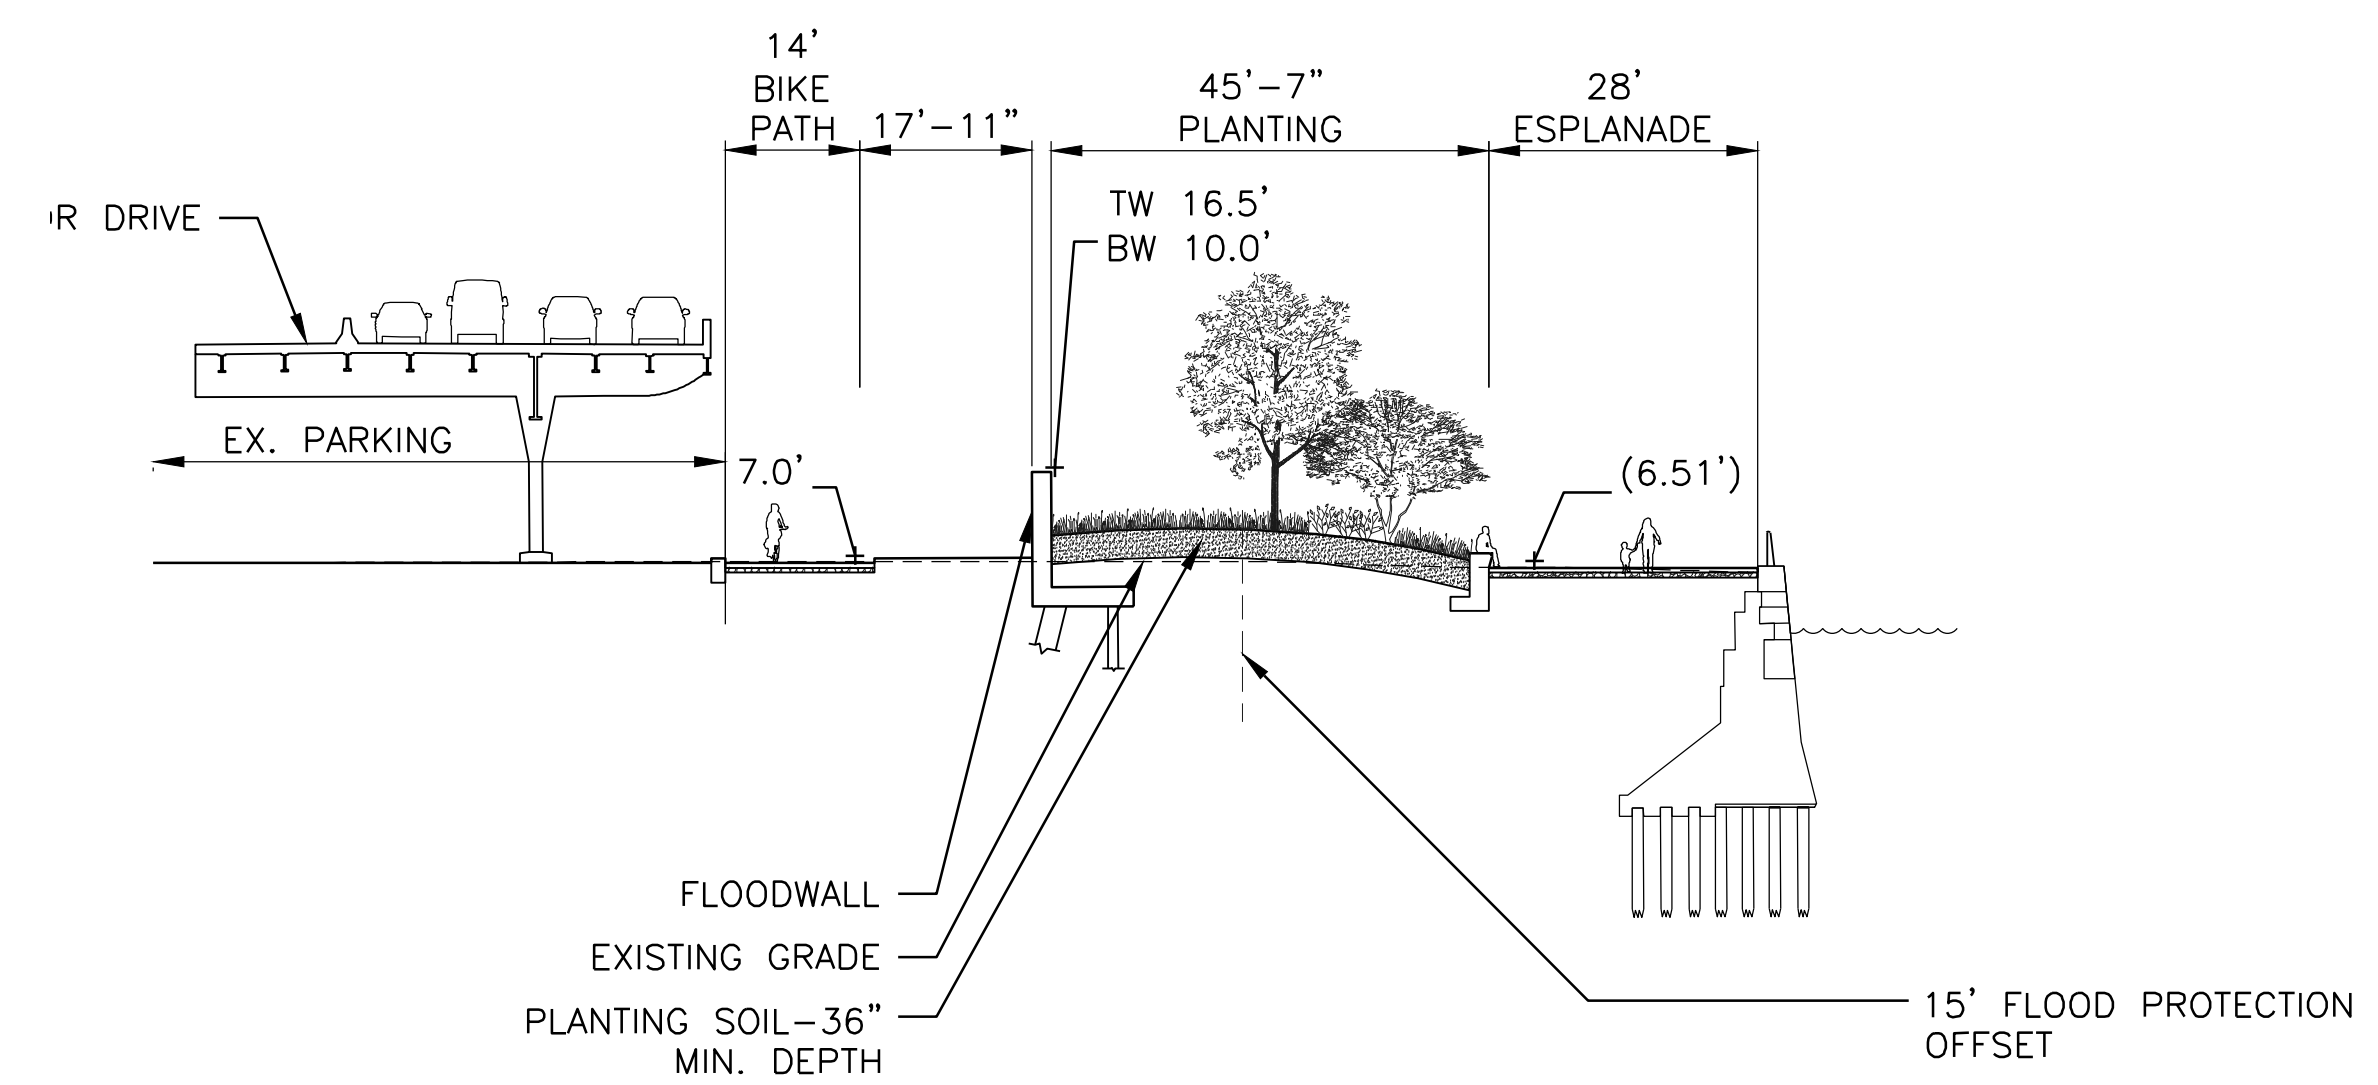 14'
BIKE
PATH
17'-11"
45'-7"
PLANTING
28'
ESPLANADE
TW 16.5'
BW 10.0'
R DRIVE
EX. PARKING
7.0'
(6.51')
FLOODWALL
EXISTING GRADE
PLANTING SOIL-36"
MIN. DEPTH
15' FLOOD PROTECTION
OFFSET